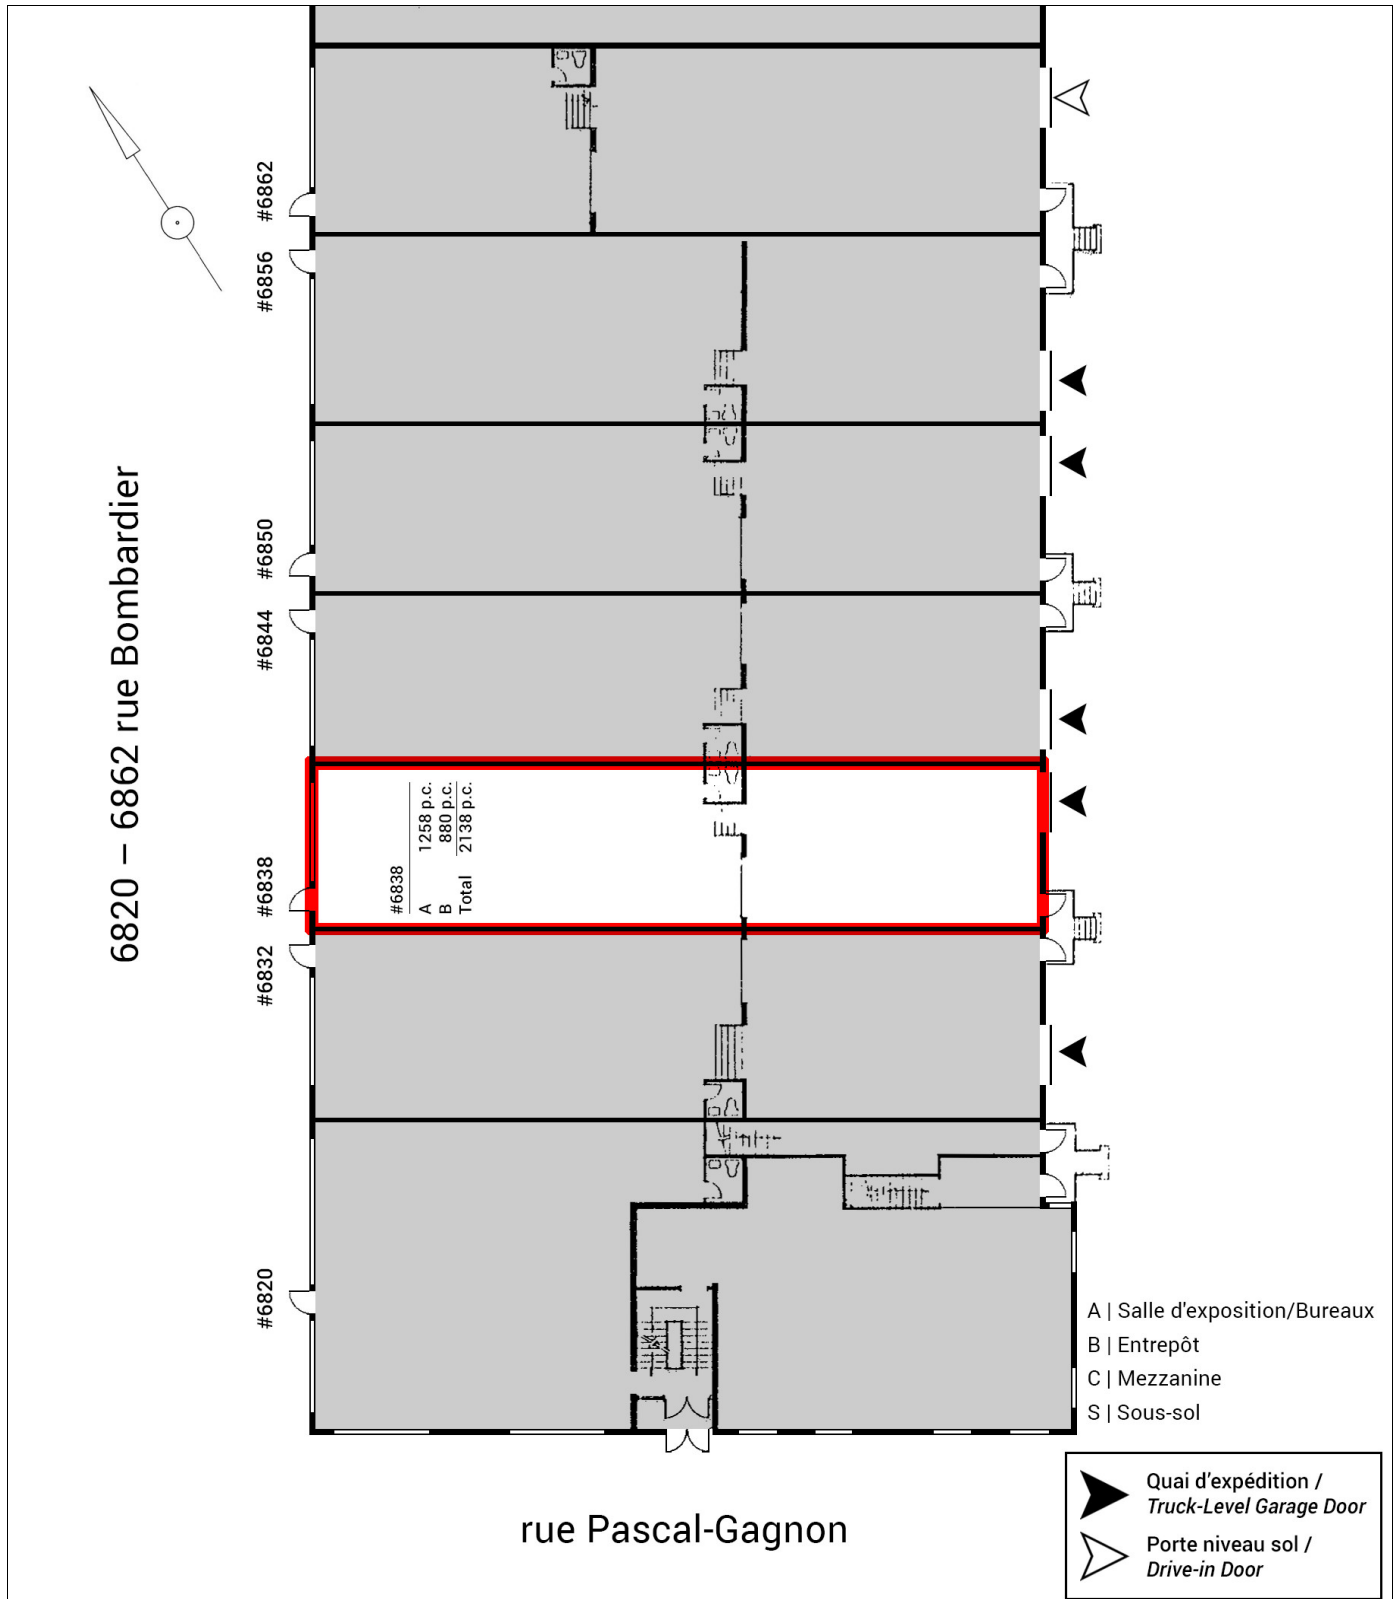 #6862
#6856
6820 – 6862 rue Bombardier
#6850
#6844
#6838
#6838
A 1258 p.c.
B 880 p.c.
Total 2138 p.c.
#6832
#6820
A | Salle d'exposition/Bureaux
B | Entrepôt
C | Mezzanine
S | Sous-sol
rue Pascal-Gagnon
Quai d'expédition /
Truck-Level Garage Door
Porte niveau sol /
Drive-in Door